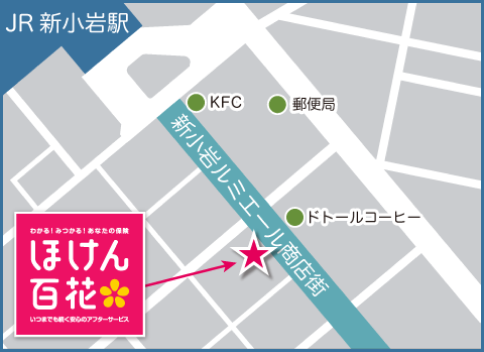 JR 新小岩駅
KFC
郵便局
新小岩ルミエール商店街
ドトールコーヒー
わかる!みつかる!あなたの保険
ほけん
百花
いつまでも続く安心のアフターサービス